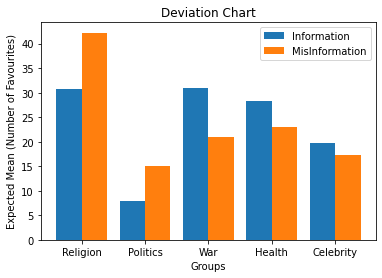 Deviation Chart
Information
MisInformation
Expected Mean (Number of Favourites)
40
35
30
25
20
15
10
5
0
Religion Politics War Health Celebrity
Groups